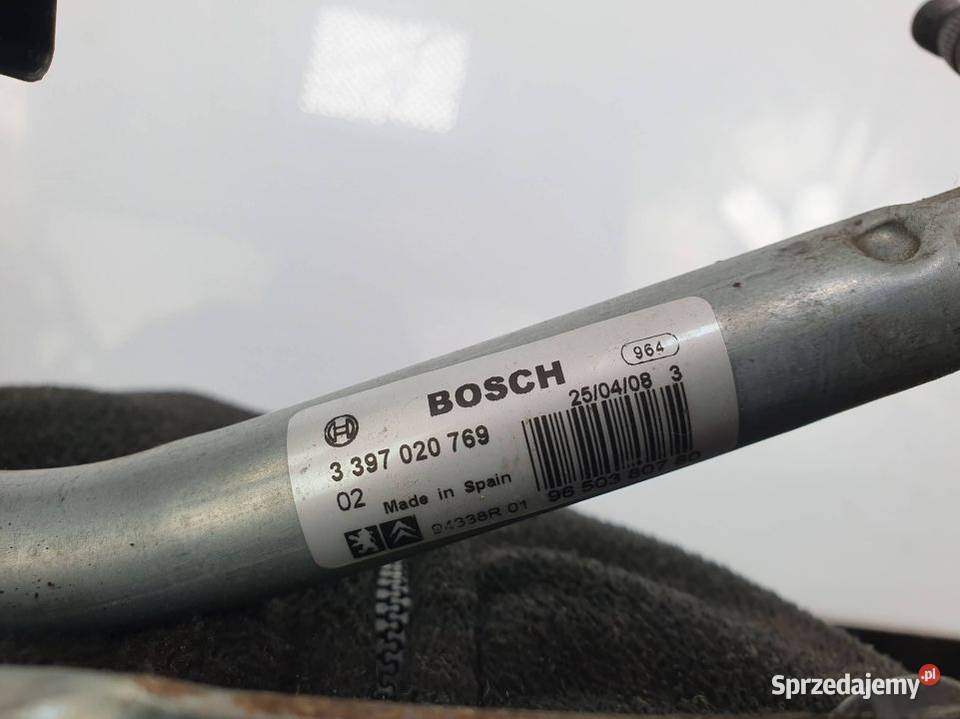 964
BOSCH
25/04/08 3
3 397 020 769
02 Made in Spain
96 503 807 80
94338R 01
Sprzedajemy.pl